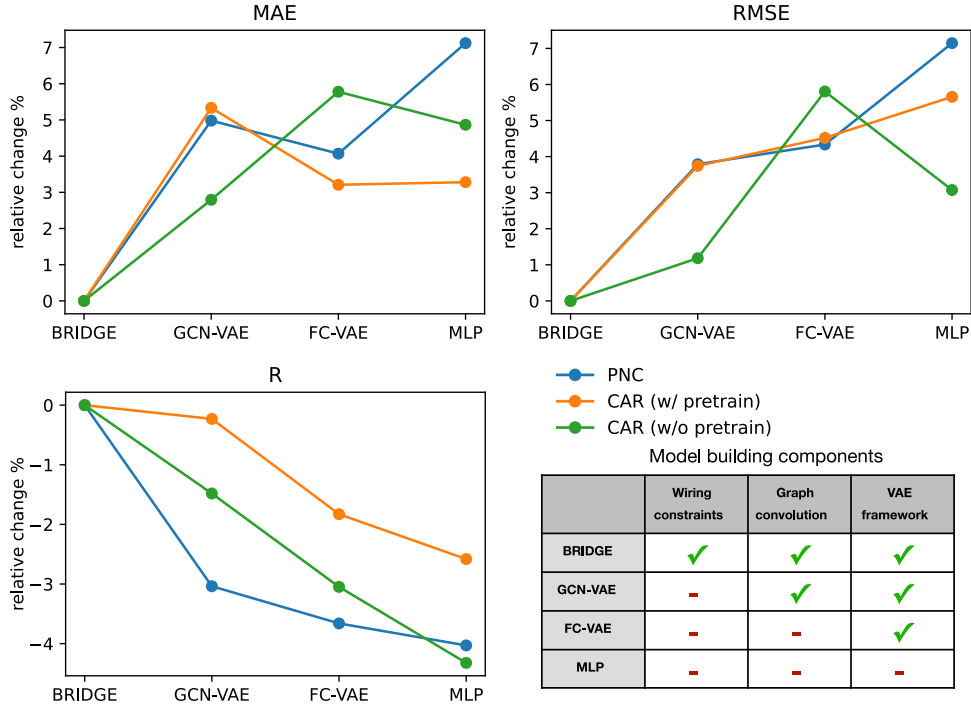 MAE
relative change %
7
6
5
4
3
2
1
0
BRIDGE GCN-VAE FC-VAE MLP
RMSE
relative change %
7
6
5
4
3
2
1
0
BRIDGE GCN-VAE FC-VAE MLP
R
relative change %
0
−1
−2
−3
−4
BRIDGE GCN-VAE FC-VAE MLP
PNC
CAR (w/ pretrain)
CAR (w/o pretrain)
Model building components
Wiring constraints Graph convolution VAE framework
BRIDGE ✓ ✓ ✓
GCN-VAE - ✓ ✓
FC-VAE - - ✓
MLP - - -